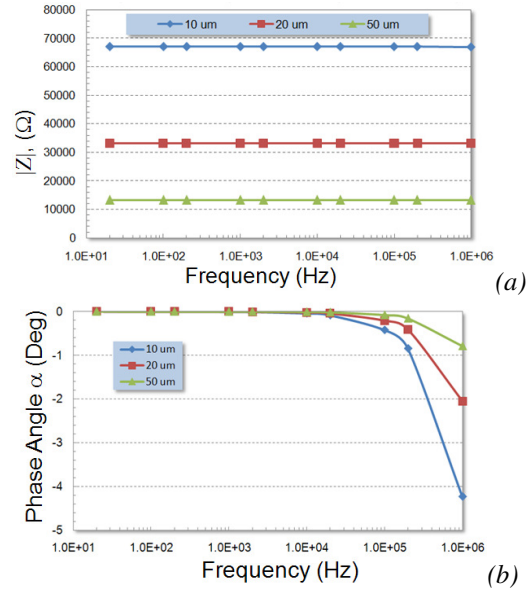 80000
70000
60000
50000
40000
30000
20000
10000
0
|Z|, (Ω)
10 um 20 um 50 um
1.0E+01 1.0E+02 1.0E+03 1.0E+04 1.0E+05 1.0E+06
Frequency (Hz)
(a)
0
-1
-2
-3
-4
-5
Phase Angle α (Deg)
10 um
20 um
50 um
1.0E+01 1.0E+02 1.0E+03 1.0E+04 1.0E+05 1.0E+06
Frequency (Hz)
(b)